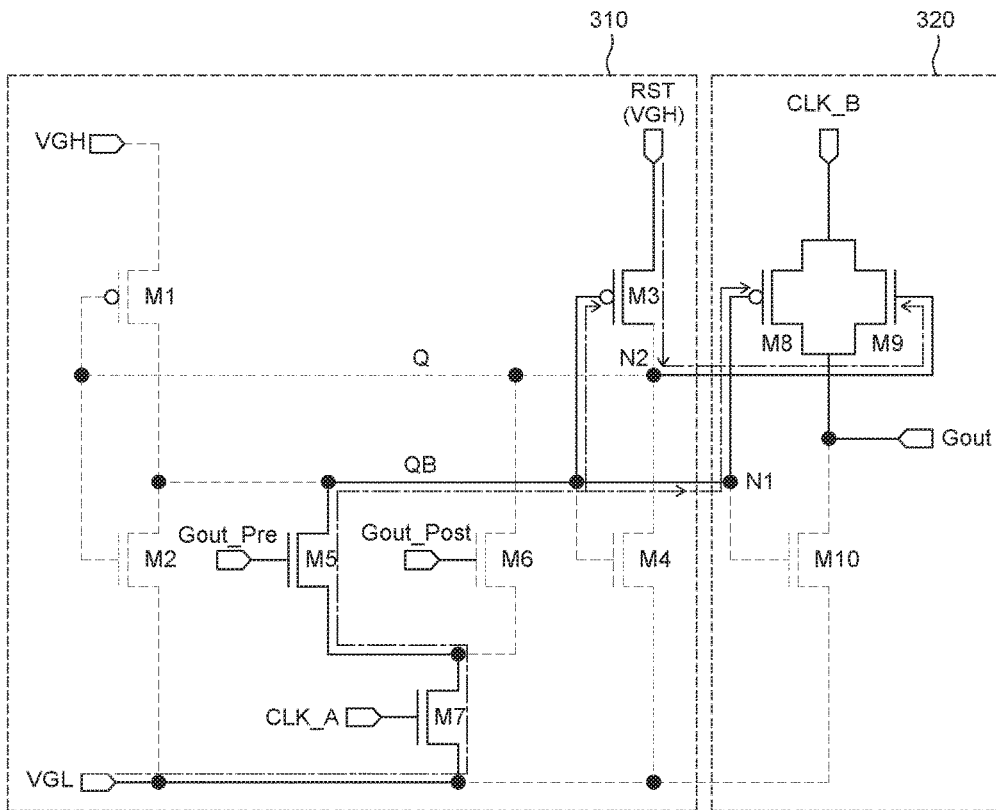 310
320
RST
(VGH)
CLK_B
VGH
M1
M3
M8
M9
Q
N2
Gout
QB
N1
Gout_Pre
Gout_Post
M2
M5
M6
M4
M10
CLK_A
M7
VGL